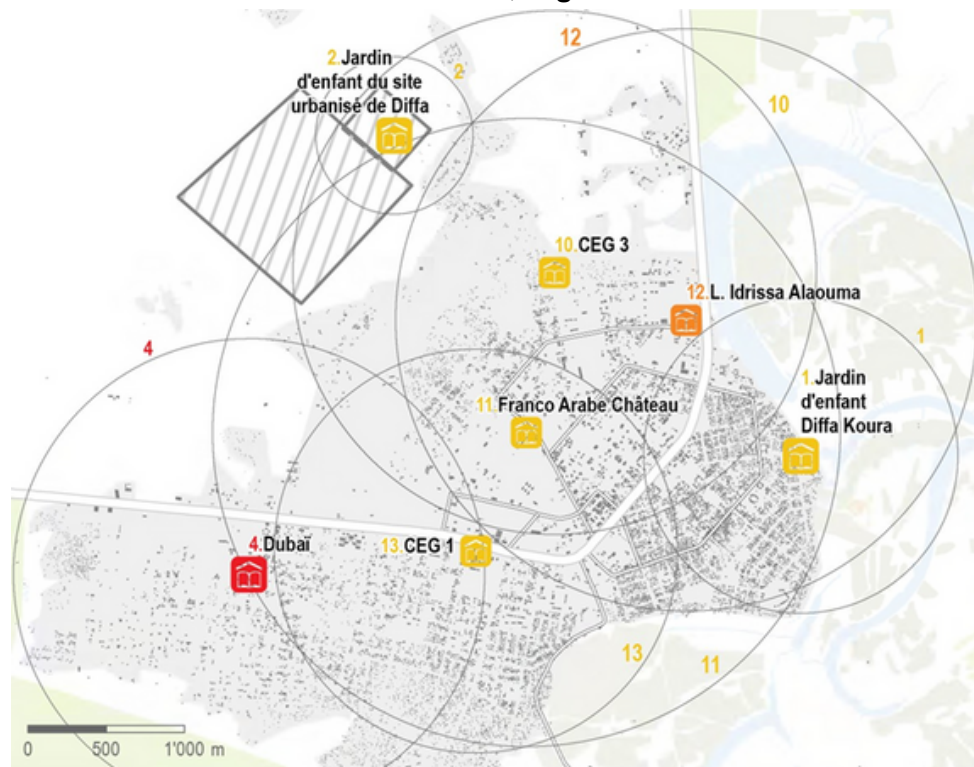 12
2.Jardin
d'enfant du site
urbanisé de Diffa
2
10
10.CEG 3
12.L. Idrissa Alaouma
1
4
1.Jardin
d'enfant
Diffa Koura
11.Franco Arabe Château
4.Dubaï
13.CEG 1
13
11
0 500 1'000 m